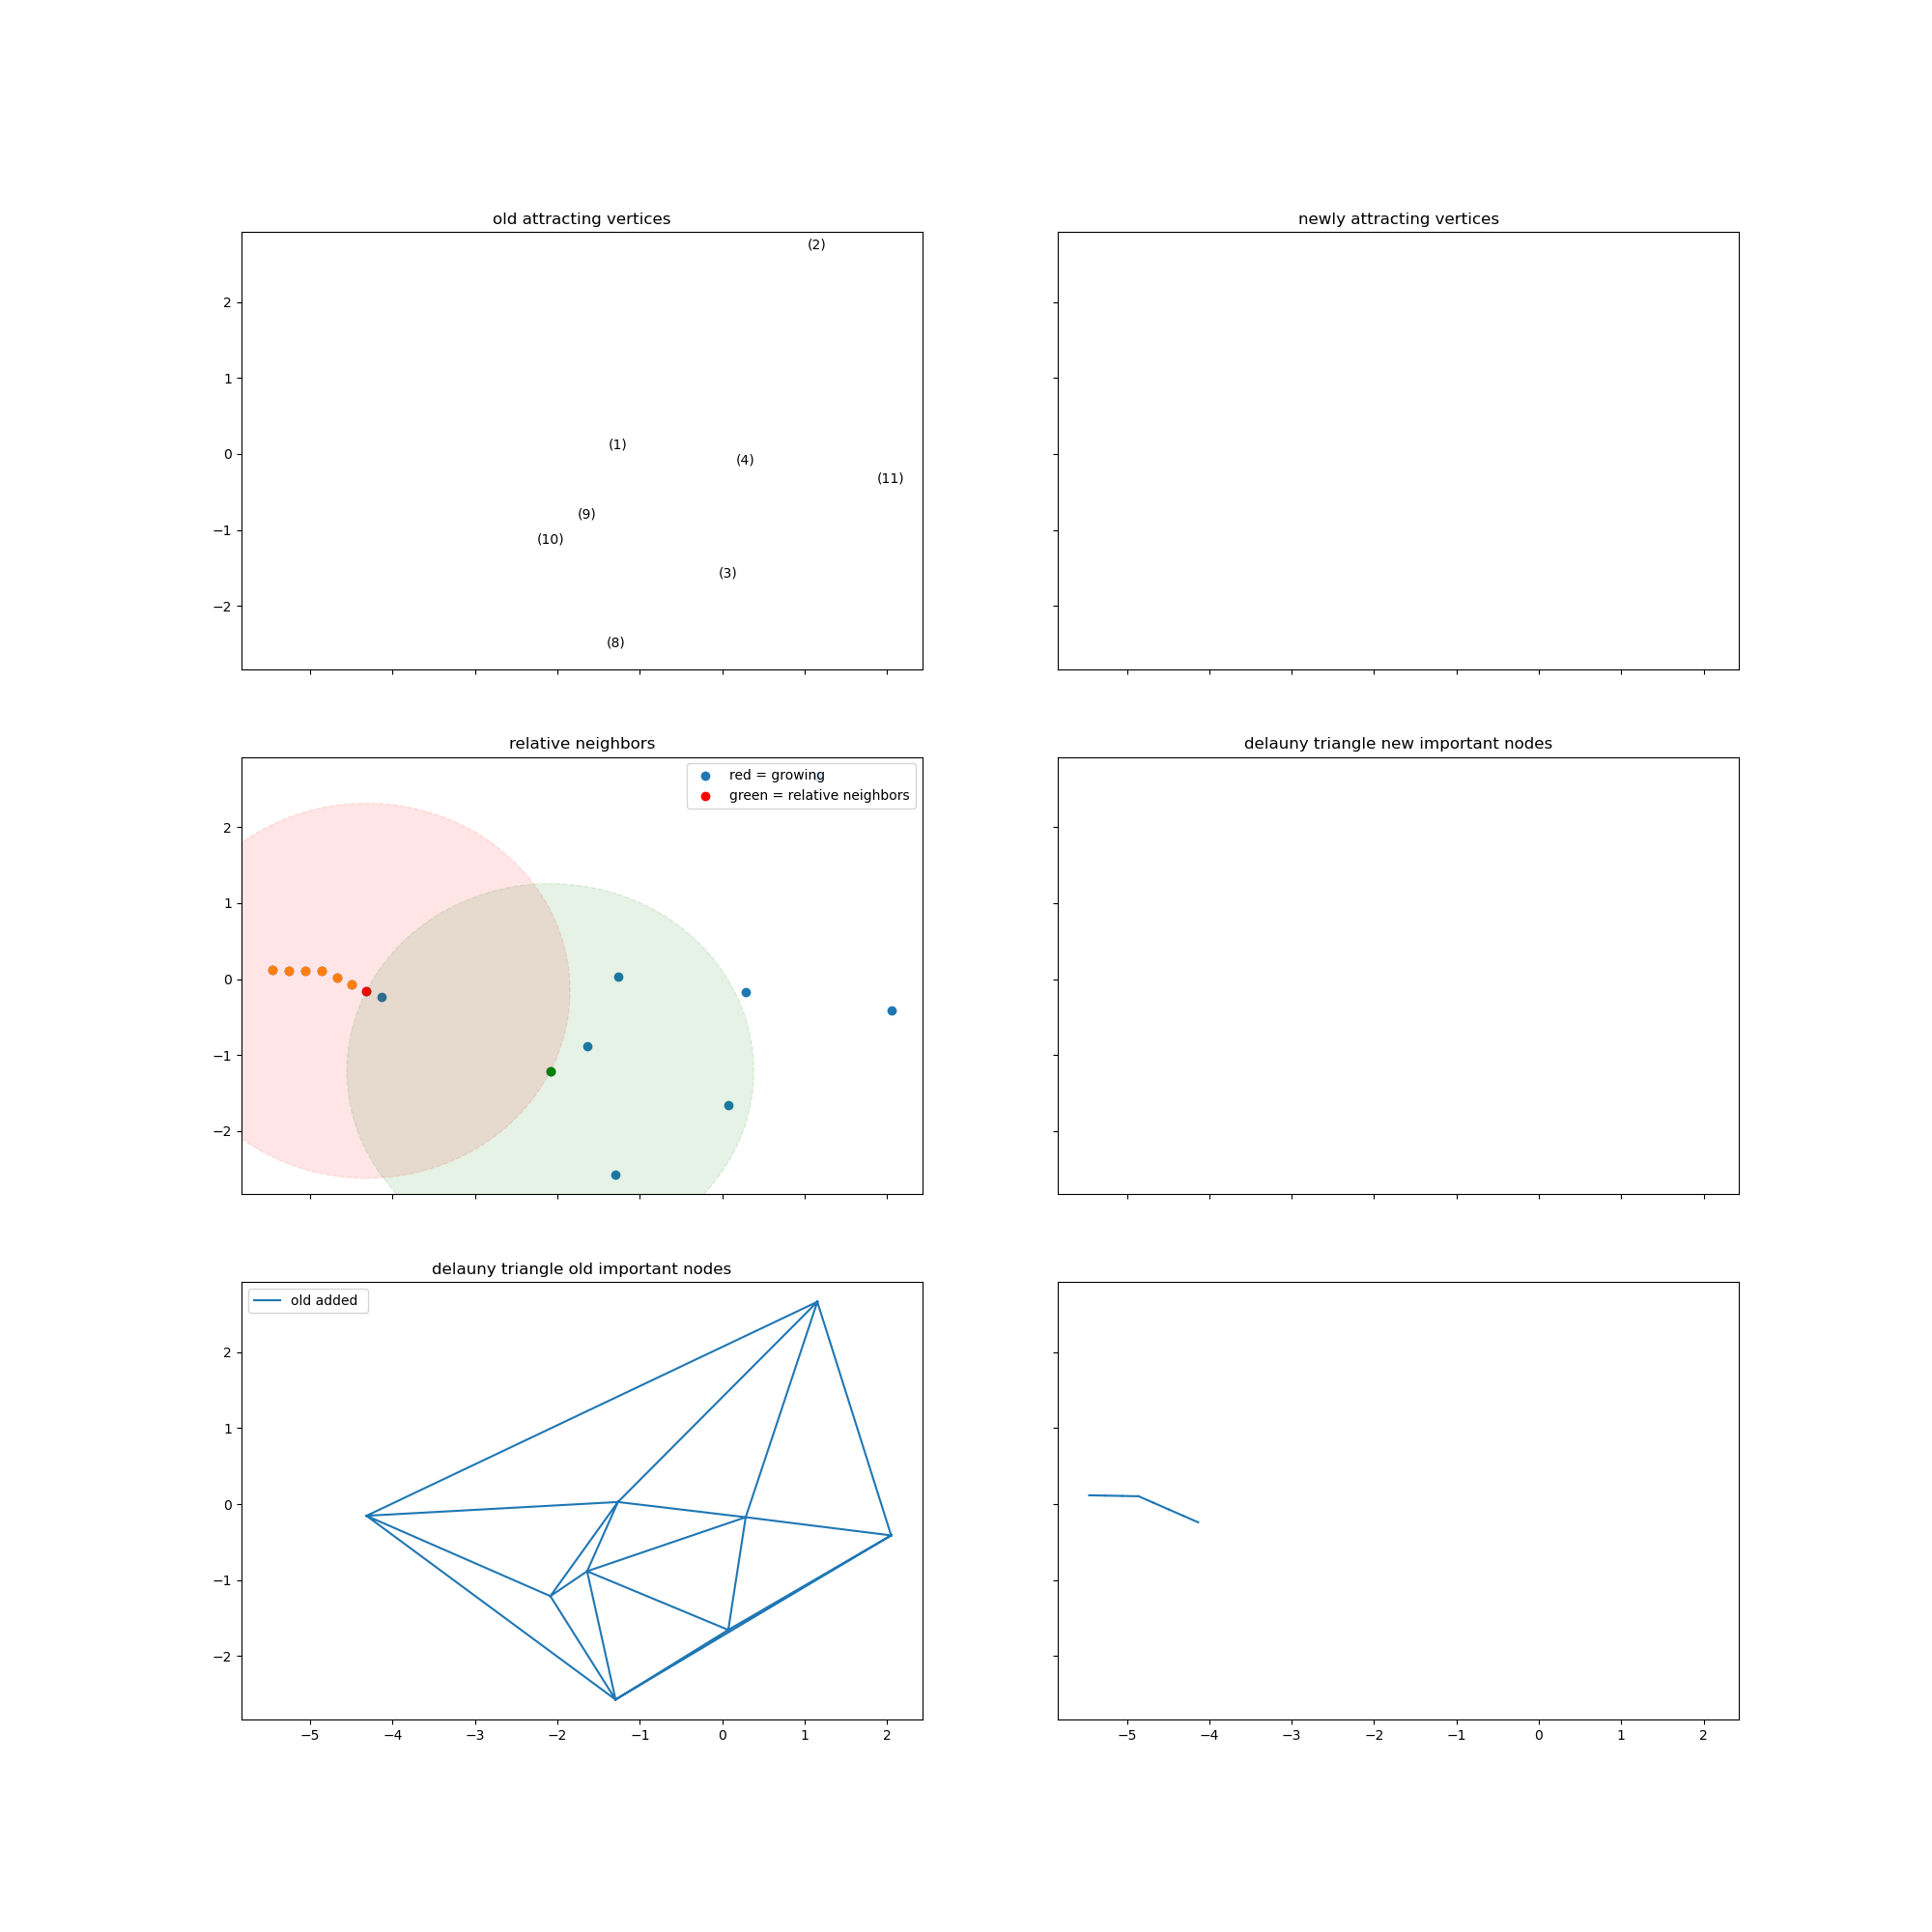 old attracting vertices
newly attracting vertices
(2)
2
1
(1)
0
(4)
(11)
(9)
−1
(10)
(3)
−2
(8)
relative neighbors
delauny triangle new important nodes
red = growing
green = relative neighbors
2
1
0
−1
−2
delauny triangle old important nodes
old added
2
1
0
−1
−2
−5 −4 −3 −2 −1 0 1 2
−5 −4 −3 −2 −1 0 1 2